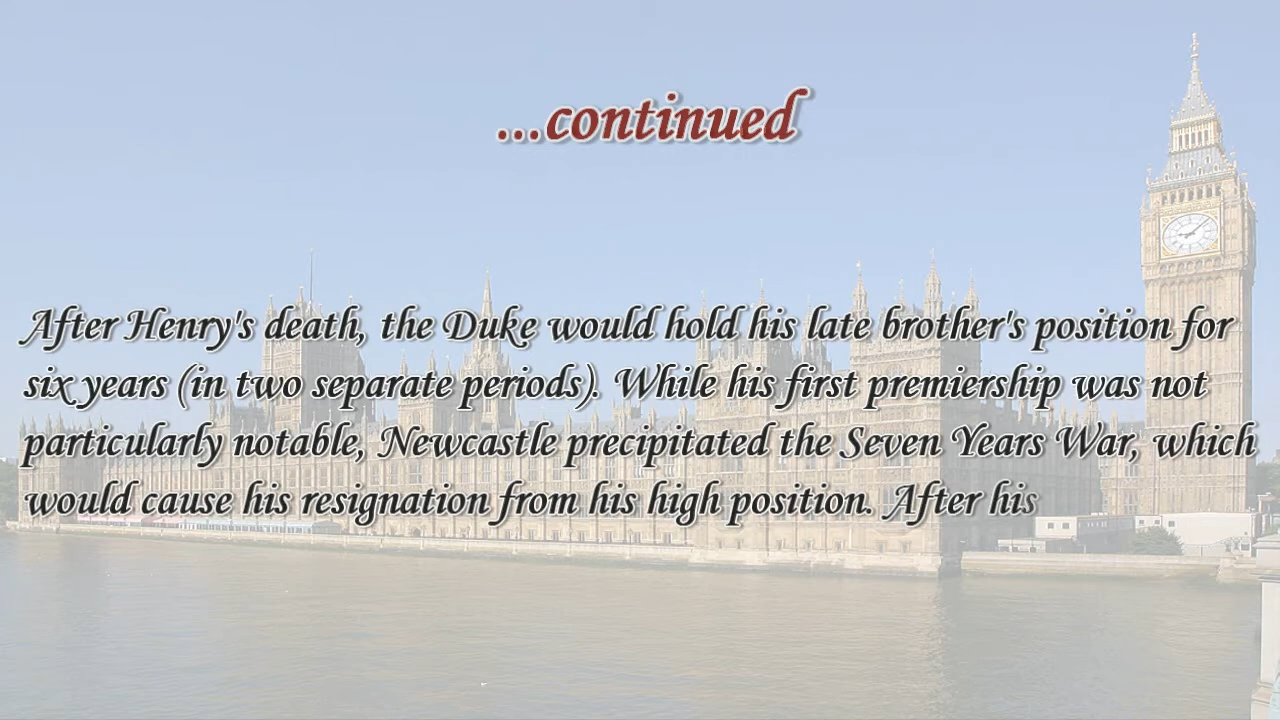 ...continued
After Henry's death, the Duke would hold his late brother's position for
six years (in two separate periods). While his first premiership was not
particularly notable, Newcastle precipitated the Seven Years War, which
would cause his resignation from his high position. After his